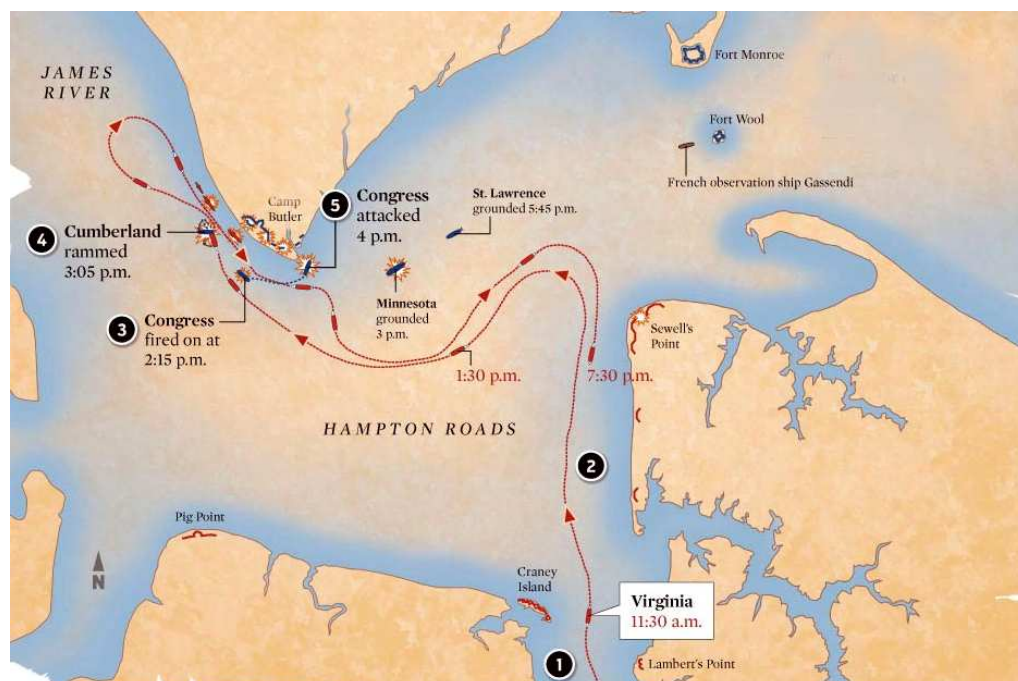 JAMES
RIVER
Fort Monroe
Fort Wool
French observation ship Gassendi
Camp
Butler
5
Congress
attacked
4 p.m.
St. Lawrence
grounded 5:45 p.m.
4
Cumberland
rammed
3:05 p.m.
Minnesota
grounded
3 p.m.
3
Congress
fired on at
2:15 p.m.
Sewell's
Point
1:30 p.m.
7:30 p.m.
HAMPTON ROADS
2
Pig Point
N
Craney
Island
Virginia
11:30 a.m.
1
Lambert's Point